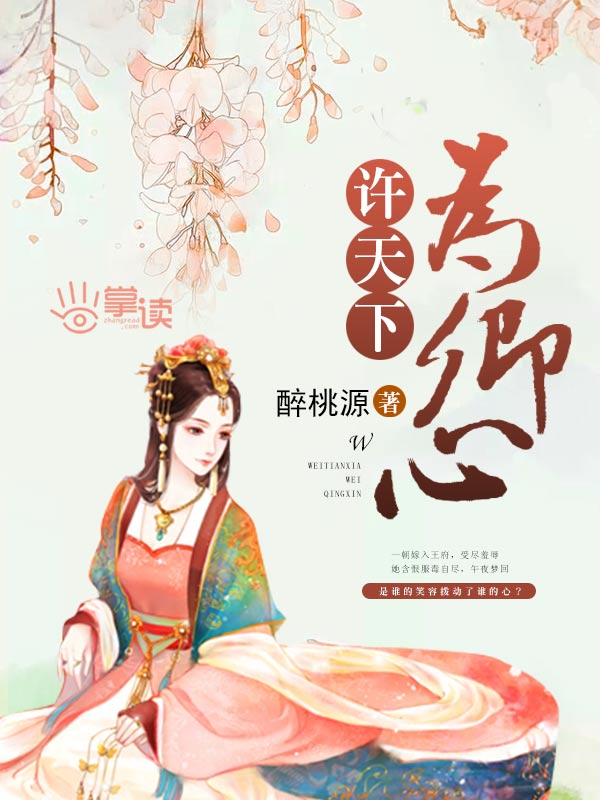 许天下
为卿心
掌读
zhangread
.com
醉桃源 著
W
WEITIANXIA
WEI
QINGXIN
一朝嫁入王府，受尽羞辱
她含恨服毒自尽，午夜梦回
是谁的笑容拨动了谁的心？